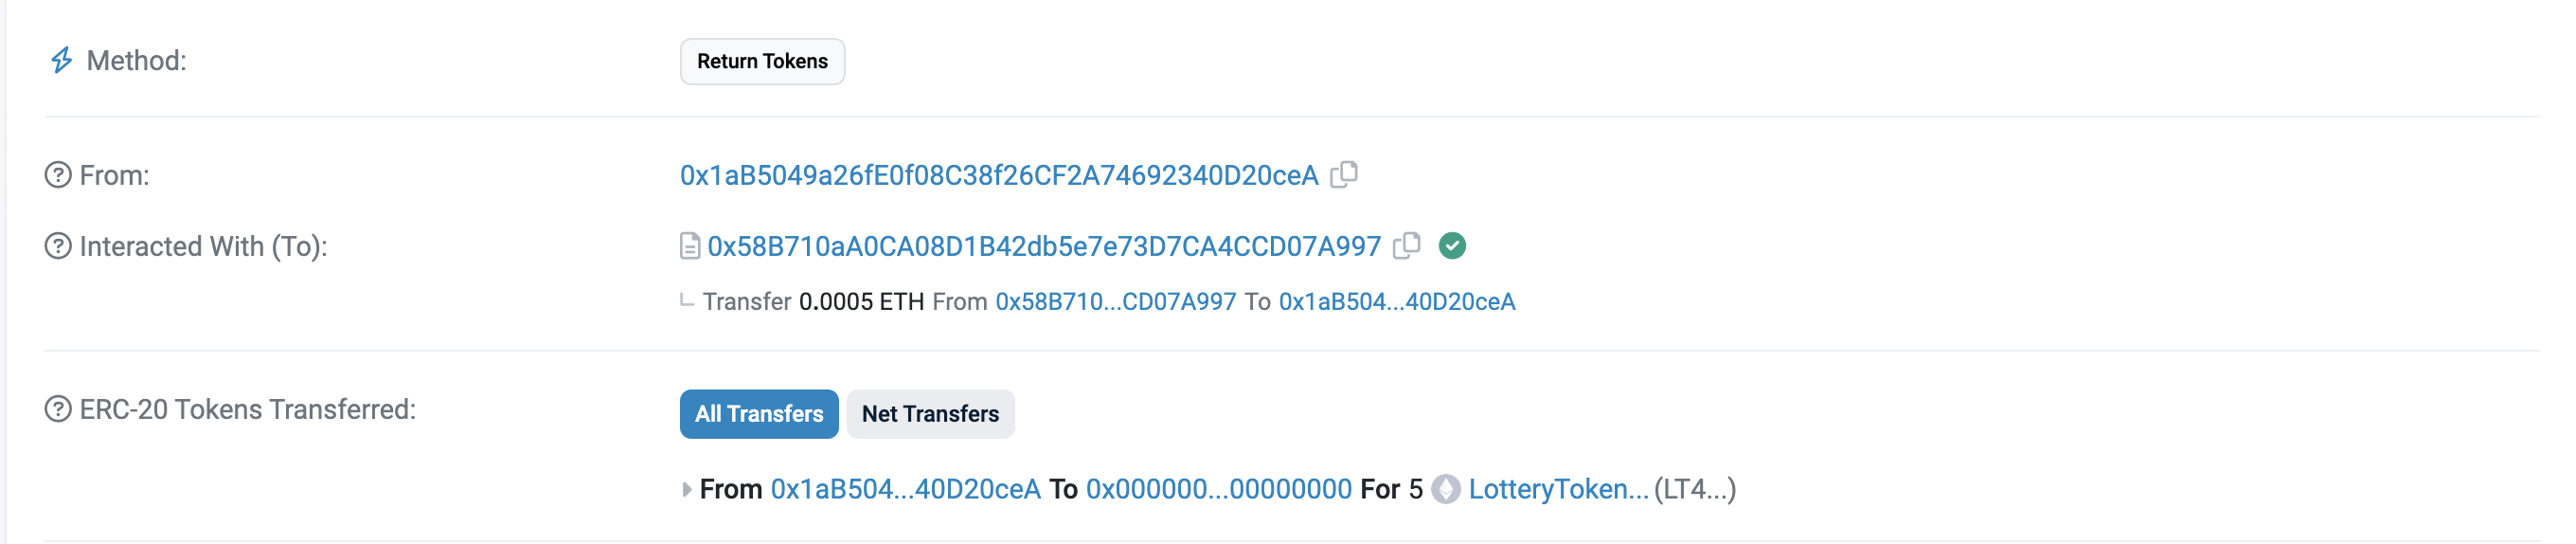 Method:
Return Tokens
From:
0x1aB5049a26fE0f08C38f26CF2A74692340D20ceA
Interacted With (To):
0x58B710aA0CA08D1B42db5e7e73D7CA4CCD07A997
Transfer 0.0005 ETH From 0x58B710...CD07A997 To 0x1aB504...40D20ceA
ERC-20 Tokens Transferred:
All Transfers Net Transfers
From 0x1aB504...40D20ceA To 0x000000...00000000 For 5 LotteryToken... (LT4...)